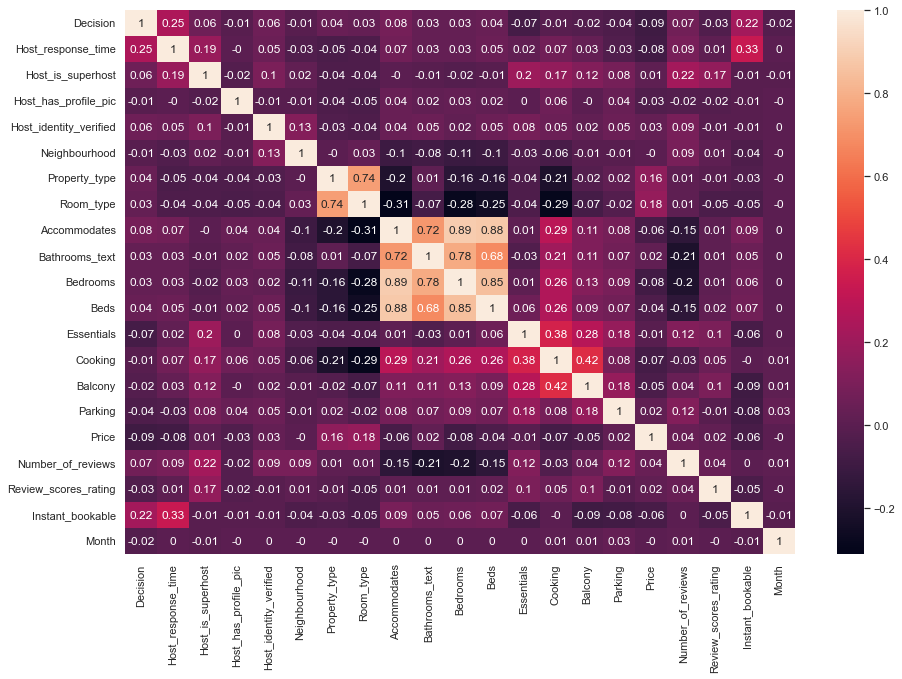 Decision 1 0.25 0.06 -0.01 0.06 -0.01 0.04 0.03 0.08 0.03 0.03 0.04 -0.07 -0.01 -0.02 -0.04 -0.09 0.07 -0.03 0.22 -0.02
Host_response_time 0.25 1 0.19 -0 0.05 -0.03 -0.05 -0.04 0.07 0.03 0.03 0.05 0.02 0.07 0.03 -0.03 -0.08 0.09 0.01 0.33 0
Host_is_superhost 0.06 0.19 1 -0.02 0.1 0.02 -0.04 -0.04 -0 -0.01 -0.02 -0.01 0.2 0.17 0.12 0.08 0.01 0.22 0.17 -0.01 -0.01
Host_has_profile_pic -0.01 -0 -0.02 1 -0.01 -0.01 -0.04 -0.05 0.04 0.02 0.03 0.02 0 0.06 -0 0.04 -0.03 -0.02 -0.02 -0.01 -0
Host_identity_verified 0.06 0.05 0.1 -0.01 1 0.13 -0.03 -0.04 0.04 0.05 0.02 0.05 0.08 0.05 0.02 0.05 0.03 0.09 -0.01 -0.01 0
Neighbourhood -0.01 -0.03 0.02 -0.01 0.13 1 -0 0.03 -0.1 -0.08 -0.11 -0.1 -0.03 -0.06 -0.01 -0.01 -0 0.09 0.01 -0.04 -0
Property_type 0.04 -0.05 -0.04 -0.04 -0.03 -0 1 0.74 -0.2 0.01 -0.16 -0.16 -0.04 -0.21 -0.02 0.02 0.16 0.01 -0.01 -0.03 0
Room_type 0.03 -0.04 -0.04 -0.05 -0.04 0.03 0.74 1 -0.31 -0.07 -0.28 -0.25 -0.04 -0.29 -0.07 -0.02 0.18 0.01 -0.05 -0.05 0
Accommodates 0.08 0.07 -0 0.04 0.04 -0.1 -0.2 -0.31 1 0.72 0.89 0.88 0.01 0.29 0.11 0.08 -0.06 -0.15 0.01 0.09 0
Bathrooms_text 0.03 0.03 -0.01 0.02 0.05 -0.08 0.01 -0.07 0.72 1 0.78 0.68 -0.03 0.21 0.11 0.07 0.02 -0.21 0.01 0.05 0
Bedrooms 0.03 0.03 -0.02 0.03 0.02 -0.11 -0.16 -0.28 0.89 0.78 1 0.85 0.01 0.26 0.13 0.09 -0.08 -0.2 0.01 0.06 0
Beds 0.04 0.05 -0.01 0.02 0.05 -0.1 -0.16 -0.25 0.88 0.68 0.85 1 0.06 0.26 0.09 0.07 -0.04 -0.15 0.02 0.07 0
Essentials -0.07 0.02 0.2 0 0.08 -0.03 -0.04 -0.04 0.01 -0.03 0.01 0.06 1 0.38 0.28 0.18 -0.01 0.12 0.1 -0.06 0
Cooking -0.01 0.07 0.17 0.06 0.05 -0.06 -0.21 -0.29 0.29 0.21 0.26 0.26 0.38 1 0.42 0.08 -0.07 -0.03 0.05 -0 0.01
Balcony -0.02 0.03 0.12 -0 0.02 -0.01 -0.02 -0.07 0.11 0.11 0.13 0.09 0.28 0.42 1 0.18 -0.05 0.04 0.1 -0.09 0.01
Parking -0.04 -0.03 0.08 0.04 0.05 -0.01 0.02 -0.02 0.08 0.07 0.09 0.07 0.18 0.08 0.18 1 0.02 0.12 -0.01 -0.08 0.03
Price -0.09 -0.08 0.01 -0.03 0.03 -0 0.16 0.18 -0.06 0.02 -0.08 -0.04 -0.01 -0.07 -0.05 0.02 1 0.04 0.02 -0.06 -0
Number_of_reviews 0.07 0.09 0.22 -0.02 0.09 0.09 0.01 0.01 -0.15 -0.21 -0.2 -0.15 0.12 -0.03 0.04 0.12 0.04 1 0.04 0 0.01
Review_scores_rating -0.03 0.01 0.17 -0.02 -0.01 0.01 -0.01 -0.05 0.01 0.01 0.01 0.02 0.1 0.05 0.1 -0.01 0.02 0.04 1 -0.05 -0
Instant_bookable 0.22 0.33 -0.01 -0.01 -0.01 -0.04 -0.03 -0.05 0.09 0.05 0.06 0.07 -0.06 -0 -0.09 -0.08 -0.06 0 -0.05 1 -0.01
Month -0.02 0 -0.01 -0 0 -0 0 0 0 0 0 0 0 0.01 0.01 0.03 -0 0.01 -0 -0.01 1
Decision
Host_response_time
Host_is_superhost
Host_has_profile_pic
Host_identity_verified
Neighbourhood
Property_type
Room_type
Accommodates
Bathrooms_text
Bedrooms
Beds
Essentials
Cooking
Balcony
Parking
Price
Number_of_reviews
Review_scores_rating
Instant_bookable
Month
1.0
0.8
0.6
0.4
0.2
0.0
−0.2